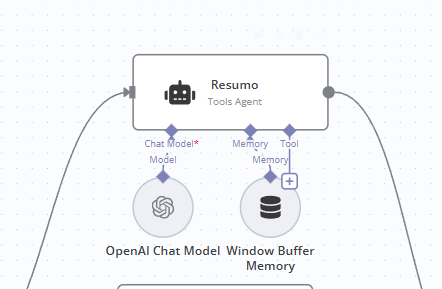 Resumo
Tools Agent
Chat Model*
Memory
Tool
Model
Memory
OpenAI Chat Model
Window Buffer
Memory